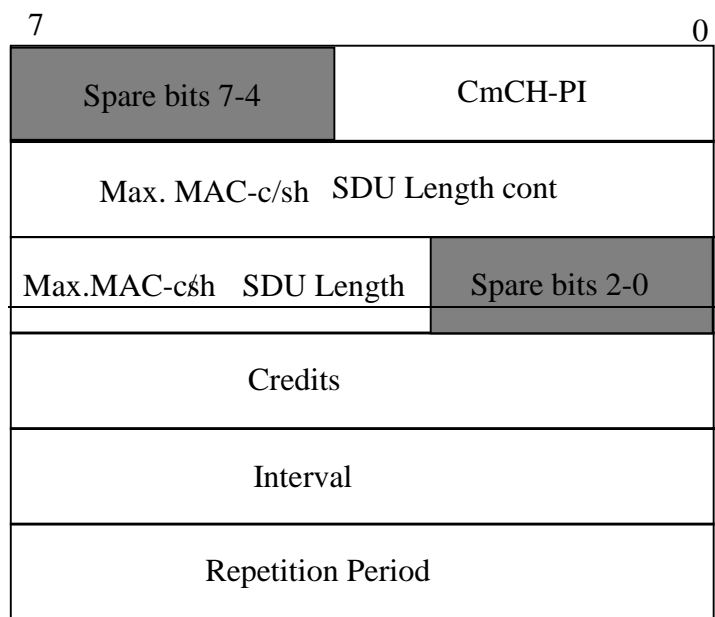 7 0
Spare bits 7-4 CmCH-PI
Max. MAC-c/sh SDU Length cont
Max.MAC-c/sh SDU Length Spare bits 2-0
Credits
Interval
Repetition Period